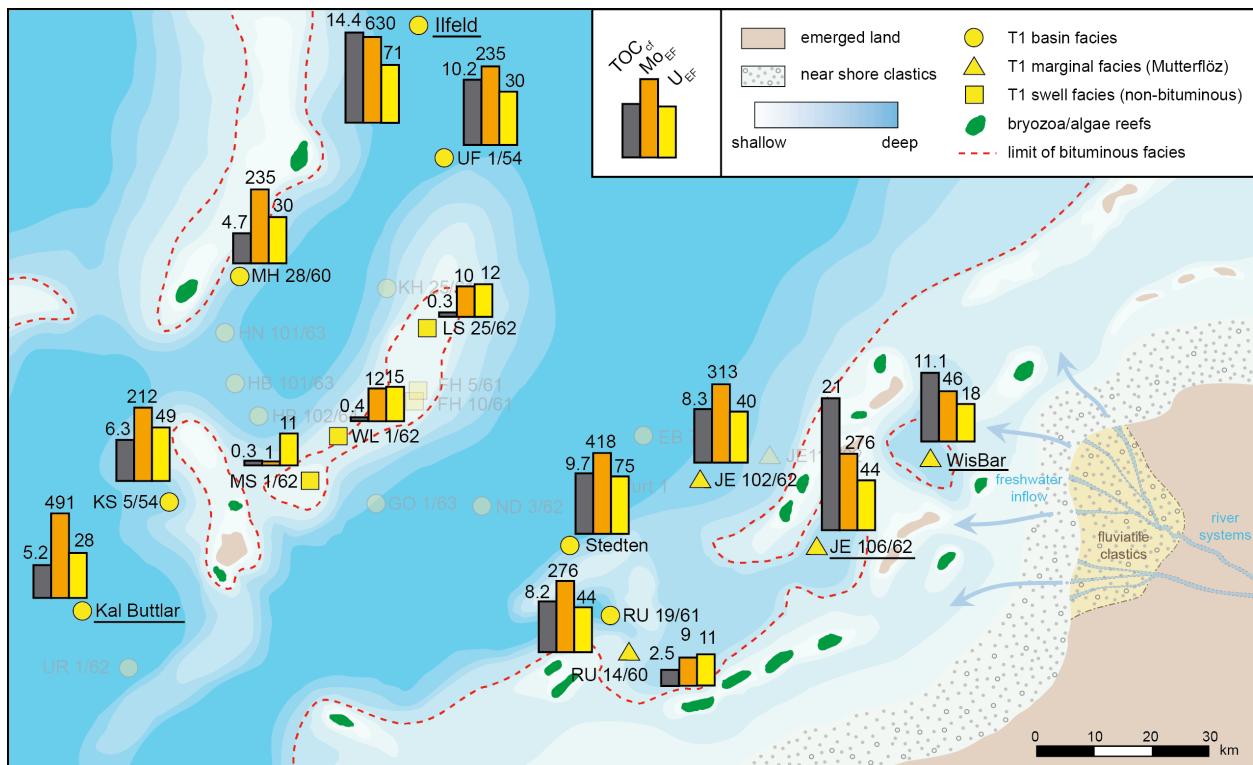 14.4 630 71
Ilfeld
10.2 235 30
UF 1/54
TOCcf MoEF UEF
emerged land
near shore clastics
shallow deep
T1 basin facies
T1 marginal facies (Mutterflöz)
T1 swell facies (non-bituminous)
bryozoa/algae reefs
limit of bituminous facies
4.7 235 30
MH 28/60
KH 25/
0.3 10 12
LS 25/62
HN 101/63
HB 101/63
FH 5/61
FH 10/61
0.4 12 15
WL 1/62
6.3 212 49
KS 5/54
0.3 1 11
MS 1/62
8.3 313 40
JE 102/62
21 276 44
JE 106/62
11.1 46 18
WisBar
EB
JE11
urt 1
9.7 418 75
Stedten
GO 1/63
ND 3/62
freshwater
inflow
fluviatile
clastics
river
systems
5.2 491 28
Kal Buttlar
8.2 276 44
RU 19/61
2.5 9 11
RU 14/60
UR 1/62
0 10 20 30
km